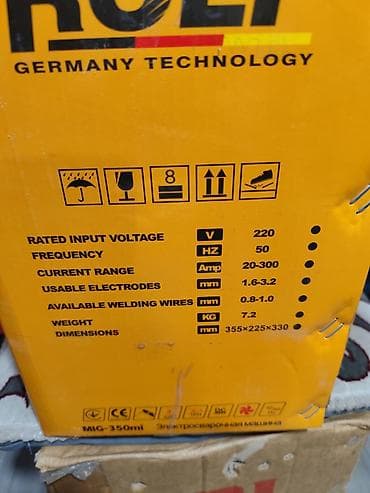 GERMANY TECHNOLOGY
8
RATED INPUT VOLTAGE V 220
FREQUENCY HZ 50
CURRENT RANGE Amp 20-300
USABLE ELECTRODES mm 1.6-3.2
AVAILABLE WELDING WIRES mm 0.8-1.0
WEIGHT KG 7.2
DIMENSIONS mm 355×225×330
CE
MIG-350mi Электросварочная машина